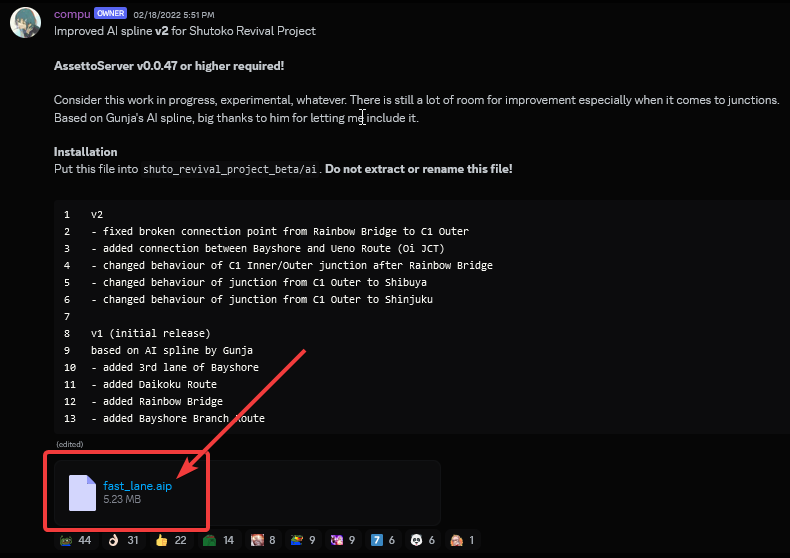 compu OWNER 02/18/2022 5:51 PM
Improved AI spline v2 for Shutoko Revival Project
AssettoServer v0.0.47 or higher required!
Consider this work in progress, experimental, whatever. There is still a lot of room for improvement especially when it comes to junctions.
Based on Gunja's AI spline, big thanks to him for letting me include it.
Installation
Put this file into shuto_revival_project_beta/ai. Do not extract or rename this file!
1 v2
2 - fixed broken connection point from Rainbow Bridge to C1 Outer
3 - added connection between Bayshore and Ueno Route (Oi JCT)
4 - changed behaviour of C1 Inner/Outer junction after Rainbow Bridge
5 - changed behaviour of junction from C1 Outer to Shibuya
6 - changed behaviour of junction from C1 Outer to Shinjuku
7
8 v1 (initial release)
9 based on AI spline by Gunja
10 - added 3rd lane of Bayshore
11 - added Daikoku Route
12 - added Rainbow Bridge
13 - added Bayshore Branch Route
(edited)
fast_lane.aip
5.23 MB
44 31 22 14 8 9 9 7 6 6 1